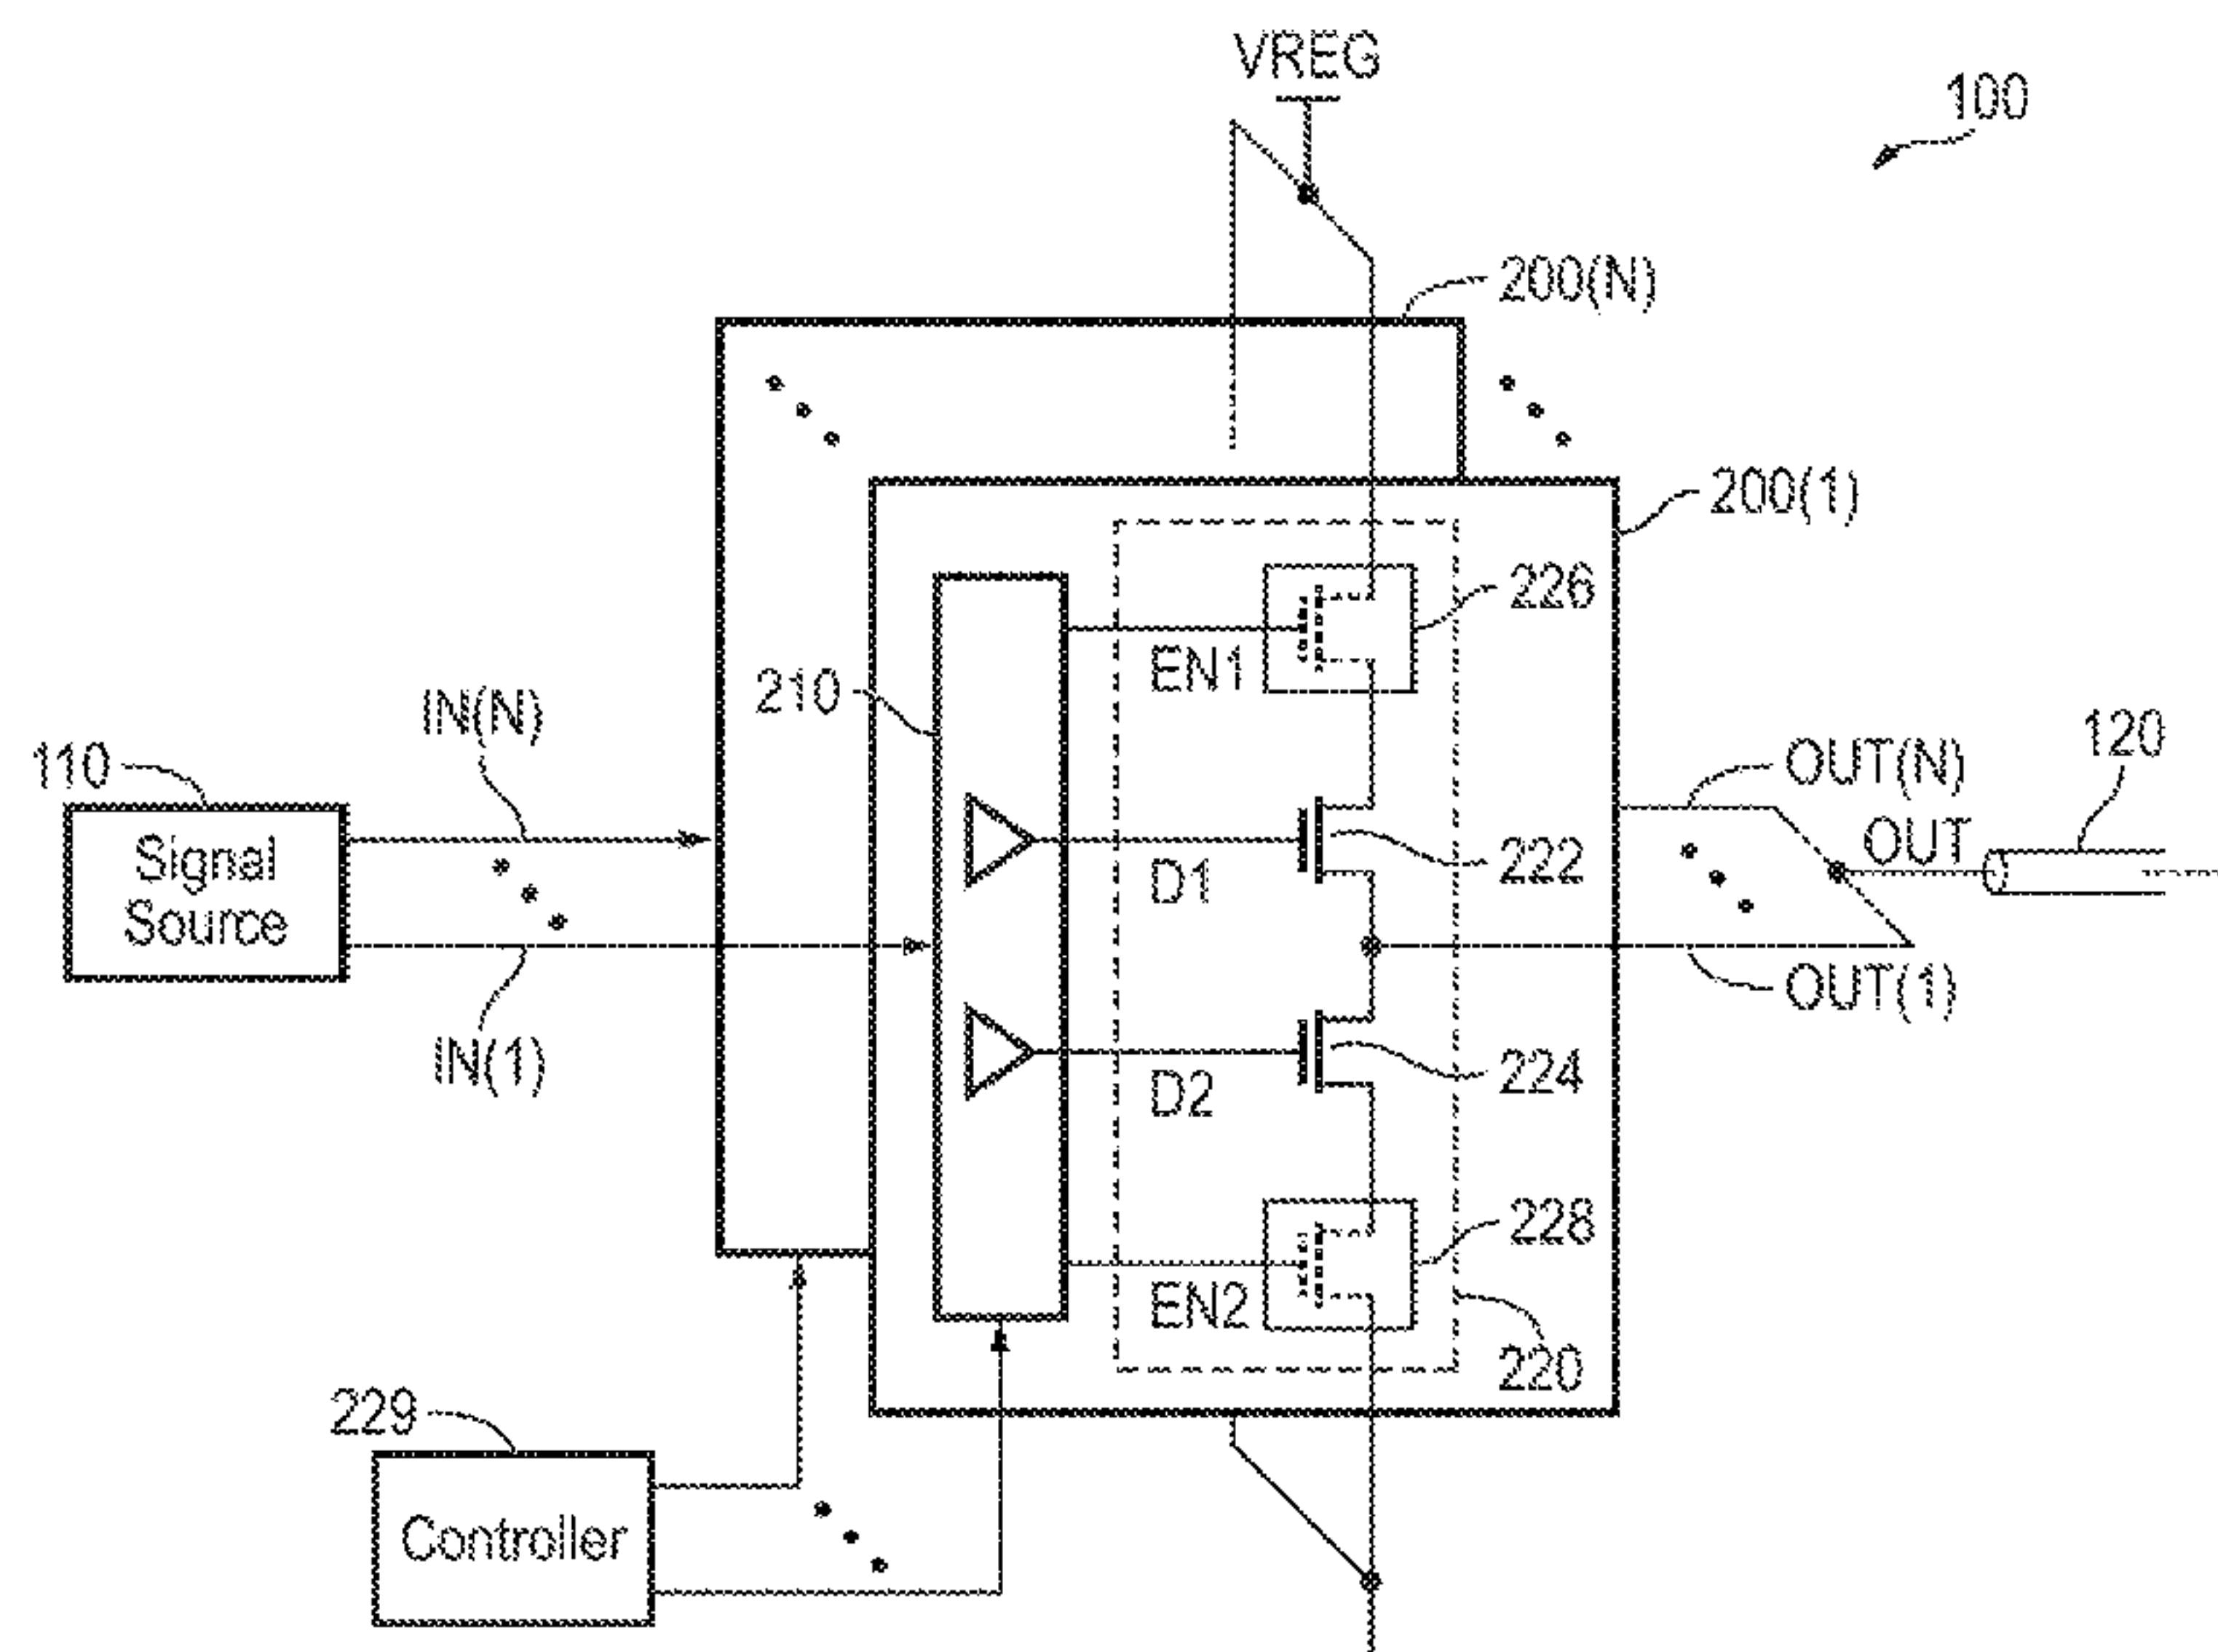 VREG
100
200(N)
200(1)
226
EN1
210
IN(N)
110
Signal
Source
D1
222
OUT(N)
120
OUT
OUT(1)
IN(1)
D2
224
228
EN2
220
229
Controller